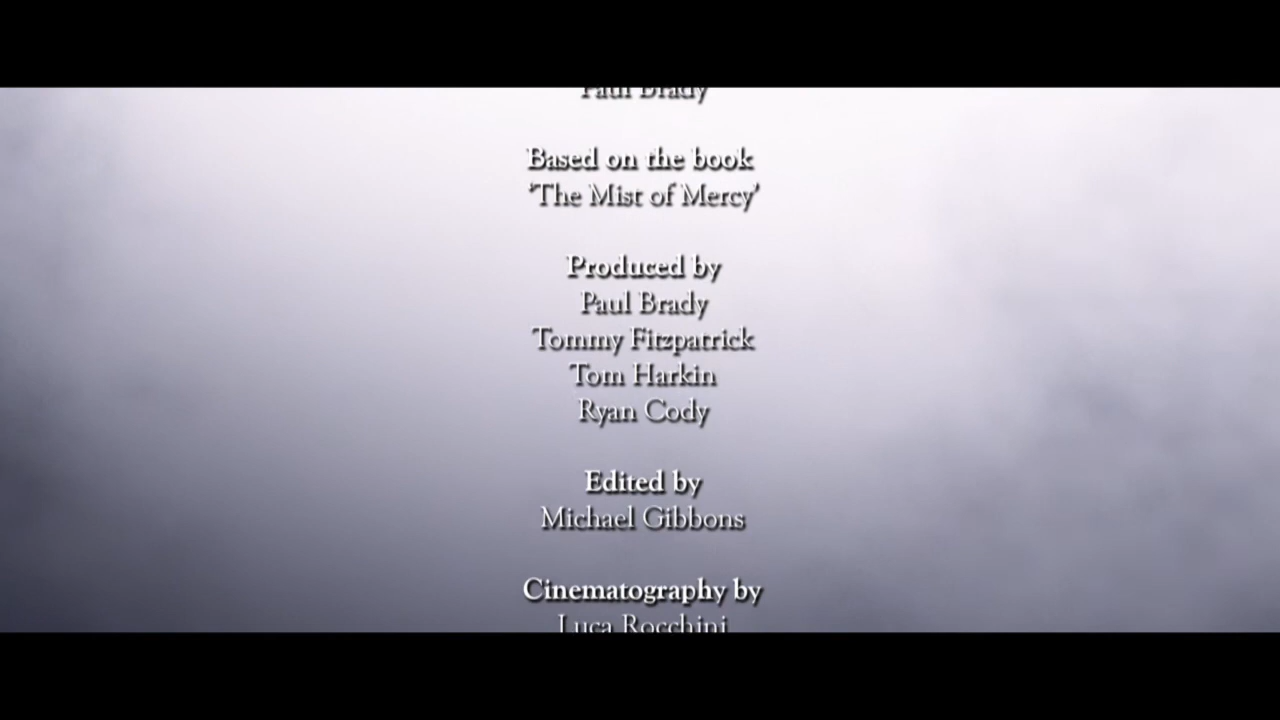 Paul Brady
Based on the book
'The Mist of Mercy'
Produced by
Paul Brady
Tommy Fitzpatrick
Tom Harkin
Ryan Cody
Edited by
Michael Gibbons
Cinematography by
Luca Rocchini